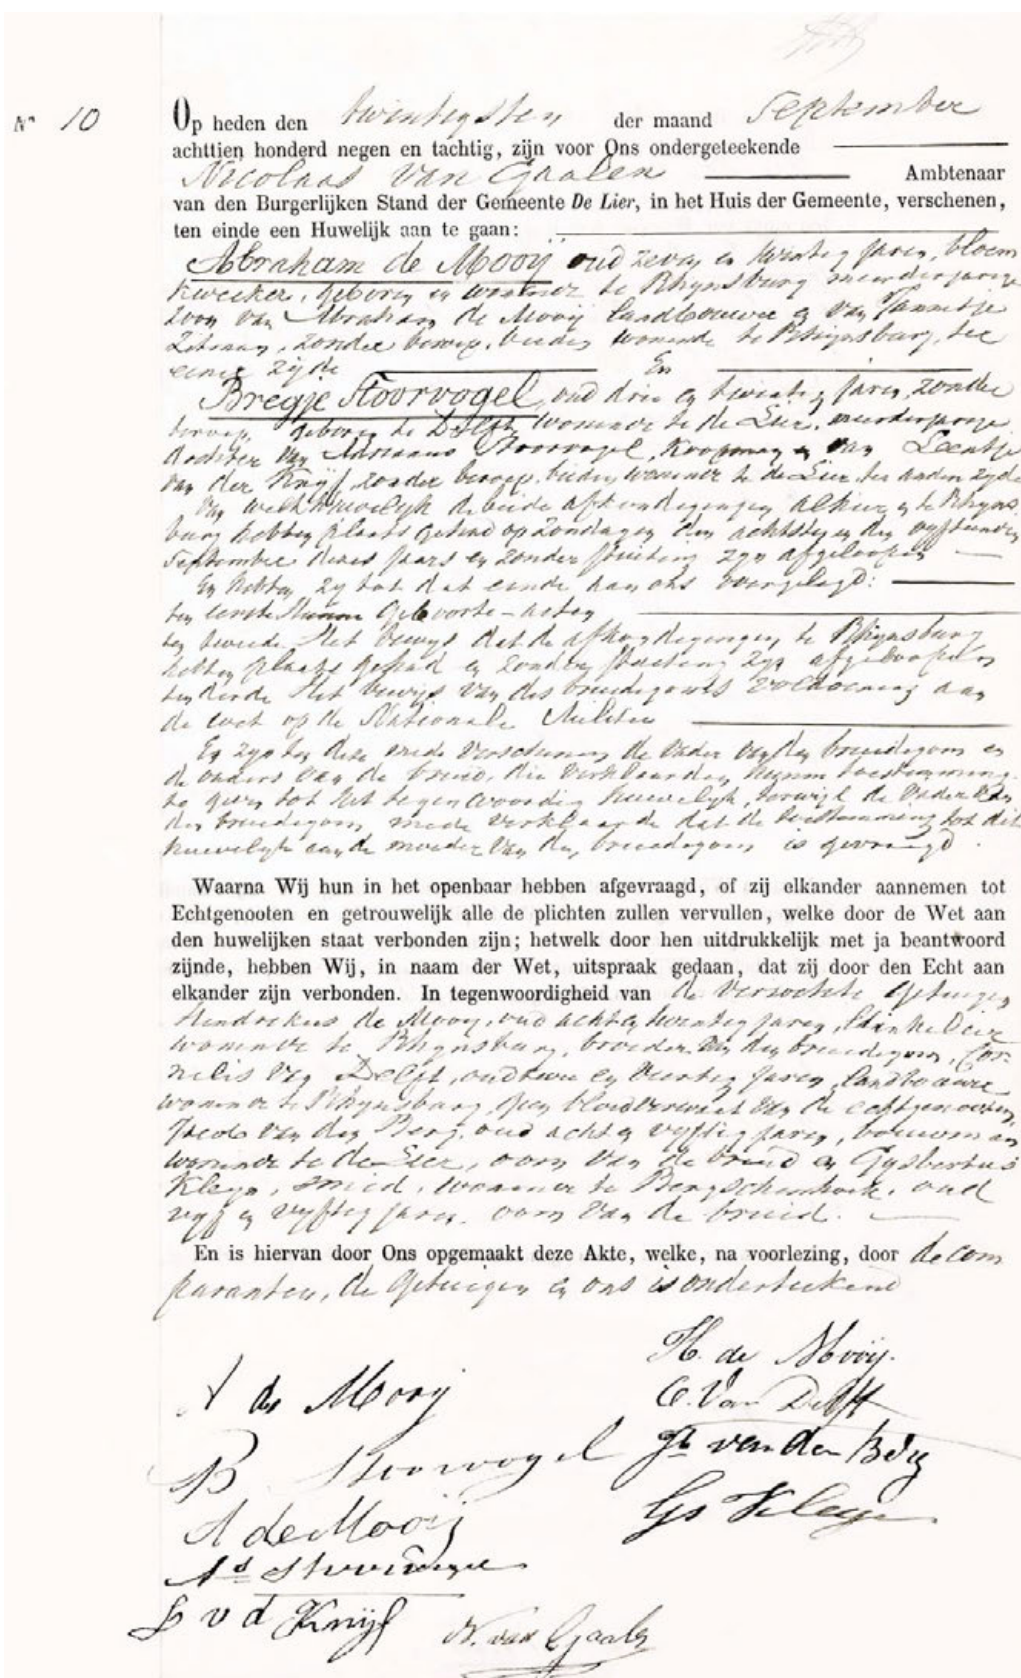 No 10
Op heden den twintigsten der maand September
achttien honderd negen en tachtig, zijn voor Ons ondergeteekende
Nicolaas van Gaalen Ambtenaar
van den Burgerlijken Stand der Gemeente De Lier, in het Huis der Gemeente, verschenen,
ten einde een Huwelijk aan te gaan:
Abraham de Mooij oud zeven en twintig jaren, bloem
kweeker, geboren en wonende te Rhijnsburg meerderjarige
zoon van Abraham de Mooij landbouwer en van Jannetje
zonder beroep, beiden wonende te Rhijnsburg, ter
eene zijde En
Bregje Stoorvogel, oud drie en twintig jaren, zonder
beroep, geboren te Delft, wonende te de Lier, meerderjarige
dochter van Adrianus Stoorvogel, Koopman en van Leentje
van der Knijf, zonder beroep, beiden wonende te de Lier, ter andere zijde
Van welk huwelijk de beide afkondigingen alhier en te Rhijns
burg hebben plaats gehad op Zondagen den achtsten en den vijftienden
September dezes jaars en zonder stuiting zijn afgeloopen
En hebben zij tot dat einde aan ons overgelegd:
ten eerste Hunne Geboorte-akten
ten tweede Het bewijs dat de afkondigingen te Rhijnsburg
hebben plaats gehad en zonder stuiting zijn afgeloopen
ten derde Het bewijs van des bruidegoms voldoening aan
de wet op de Nationale Militie
En zijn ten deze mede verschenen de vader van den bruidegom en
de ouders van de bruid, die verklaarden hunne toestemming
te geven tot het tegenwoordig huwelijk, terwijl de vader van
den bruidegom mede verklaarde dat de toestemming tot dit
huwelijk aan de moeder van den bruidegom is gevraagd.
Waarna Wij hun in het openbaar hebben afgevraagd, of zij elkander aannemen tot
Echtgenooten en getrouwelijk alle de plichten zullen vervullen, welke door de Wet aan
den huwelijken staat verbonden zijn; hetwelk door hen uitdrukkelijk met ja beantwoord
zijnde, hebben Wij, in naam der Wet, uitspraak gedaan, dat zij door den Echt aan
elkander zijn verbonden. In tegenwoordigheid van de verzochte getuigen
Hendrikus de Mooij, oud acht en twintig jaren,
wonende te Rhijnsburg, broeder van den bruidegom, Cor-
nelis van Delft, oud twee en veertig jaren, landbouwer
wonende te Rhijnsburg, geen bloedverwant van de echtgenooten,
Jacob van den Berg, oud acht en vijftig jaren, bouwman
wonende te de Lier, oom van de bruid en Gijsbertus
Kleyn, smid, wonende te Bergschenhoek, oud
vijf en vijftig jaren, oom van de bruid.
En is hiervan door Ons opgemaakt deze Akte, welke, na voorlezing, door de com
paranten, de getuigen en ons is onderteekend
H. de Mooij.
A de Mooij
C. Van Delft
B Stoorvogel
Jb van den Berg
A de Mooij
Gs Kleyn
Ad Stoorvogel
L v d Knijf
N. van Gaalen